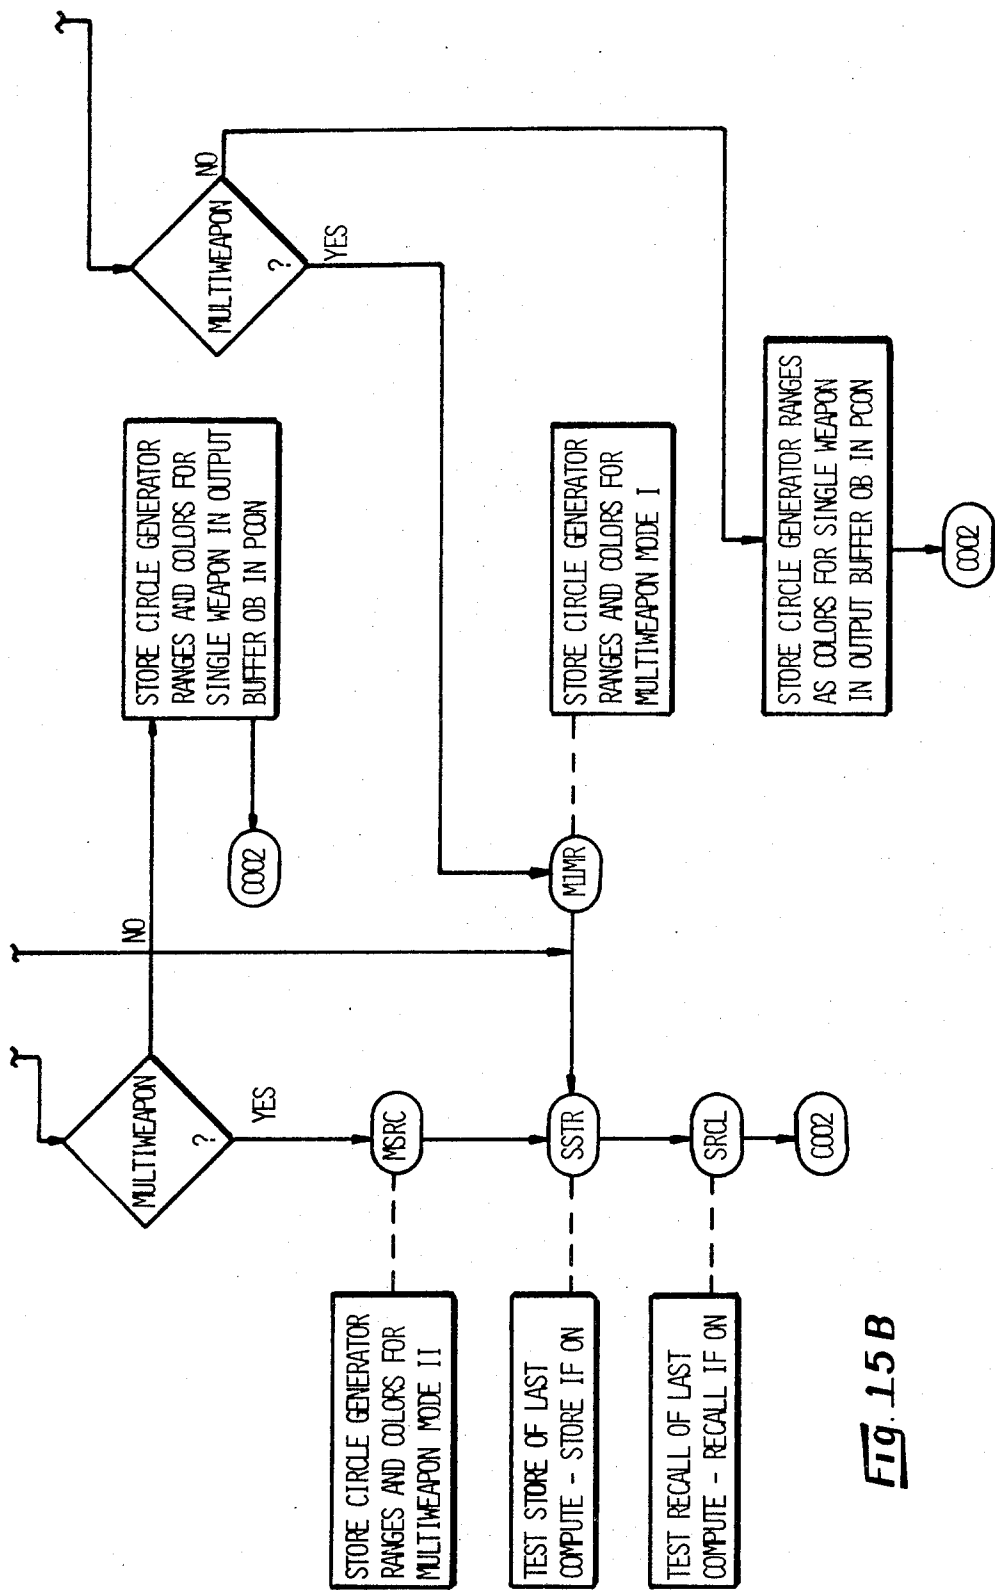 MULTIWEAPON
?
NO
YES
STORE CIRCLE GENERATOR
RANGES AND COLORS FOR
SINGLE WEAPON IN OUTPUT
BUFFER OB IN PCON
COO2
MULTIWEAPON
?
NO
YES
STORE CIRCLE GENERATOR
RANGES AND COLORS FOR
MULTIWEAPON MODE II
MSRC
TEST STORE OF LAST
COMPUTE - STORE IF ON
SSTR
M1MR
STORE CIRCLE GENERATOR
RANGES AND COLORS FOR
MULTIWEAPON MODE I
TEST RECALL OF LAST
COMPUTE - RECALL IF ON
SRCL
COO2
STORE CIRCLE GENERATOR RANGES
AS COLORS FOR SINGLE WEAPON
IN OUTPUT BUFFER OB IN PCON
COO2
Fig. 15B